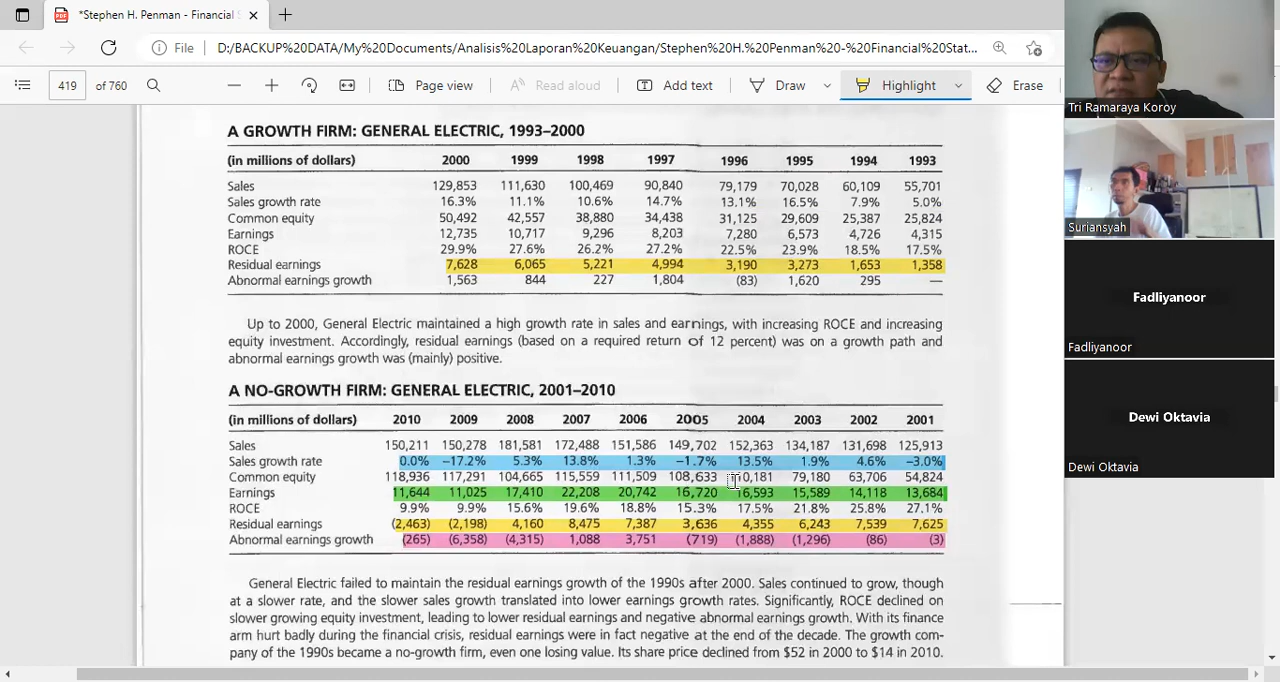 *Stephen H. Penman - Financial S
File D:/BACKUP%20DATA/My%20Documents/Analisis%20Laporan%20Keuangan/Stephen%20H.%20Penman%20-%20Financial%20Stat...
419 of 760 Page view Read aloud Add text Draw Highlight Erase
A GROWTH FIRM: GENERAL ELECTRIC, 1993–2000
(in millions of dollars) 2000 1999 1998 1997 1996 1995 1994 1993
Sales 129,853 111,630 100,469 90,840 79,179 70,028 60,109 55,701
Sales growth rate 16.3% 11.1% 10.6% 14.7% 13.1% 16.5% 7.9% 5.0%
Common equity 50,492 42,557 38,880 34,438 31,125 29,609 25,387 25,824
Earnings 12,735 10,717 9,296 8,203 7,280 6,573 4,726 4,315
ROCE 29.9% 27.6% 26.2% 27.2% 22.5% 23.9% 18.5% 17.5%
Residual earnings 7,628 6,065 5,221 4,994 3,190 3,273 1,653 1,358
Abnormal earnings growth 1,563 844 227 1,804 (83) 1,620 295 —
Up to 2000, General Electric maintained a high growth rate in sales and earnings, with increasing ROCE and increasing
equity investment. Accordingly, residual earnings (based on a required return of 12 percent) was on a growth path and
abnormal earnings growth was (mainly) positive.
A NO-GROWTH FIRM: GENERAL ELECTRIC, 2001–2010
(in millions of dollars) 2010 2009 2008 2007 2006 2005 2004 2003 2002 2001
Sales 150,211 150,278 181,581 172,488 151,586 149,702 152,363 134,187 131,698 125,913
Sales growth rate 0.0% −17.2% 5.3% 13.8% 1.3% −1.7% 13.5% 1.9% 4.6% −3.0%
Common equity 118,936 117,291 104,665 115,559 111,509 108,633 10,181 79,180 63,706 54,824
Earnings 11,644 11,025 17,410 22,208 20,742 16,720 16,593 15,589 14,118 13,684
ROCE 9.9% 9.9% 15.6% 19.6% 18.8% 15.3% 17.5% 21.8% 25.8% 27.1%
Residual earnings (2,463) (2,198) 4,160 8,475 7,387 3,636 4,355 6,243 7,539 7,625
Abnormal earnings growth (265) (6,358) (4,315) 1,088 3,751 (719) (1,888) (1,296) (86) (3)
General Electric failed to maintain the residual earnings growth of the 1990s after 2000. Sales continued to grow, though
at a slower rate, and the slower sales growth translated into lower earnings growth rates. Significantly, ROCE declined on
slower growing equity investment, leading to lower residual earnings and negative abnormal earnings growth. With its finance
arm hurt badly during the financial crisis, residual earnings were in fact negative at the end of the decade. The growth com-
pany of the 1990s became a no-growth firm, even one losing value. Its share price declined from $52 in 2000 to $14 in 2010.
Tri Ramaraya Koroy
Suriansyah
Fadliyanoor
Fadliyanoor
Dewi Oktavia
Dewi Oktavia